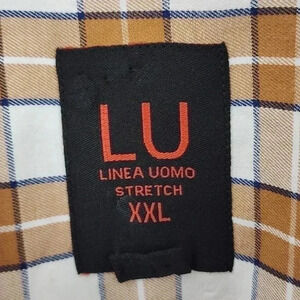 LU
LINEA UOMO
STRETCH
XXL